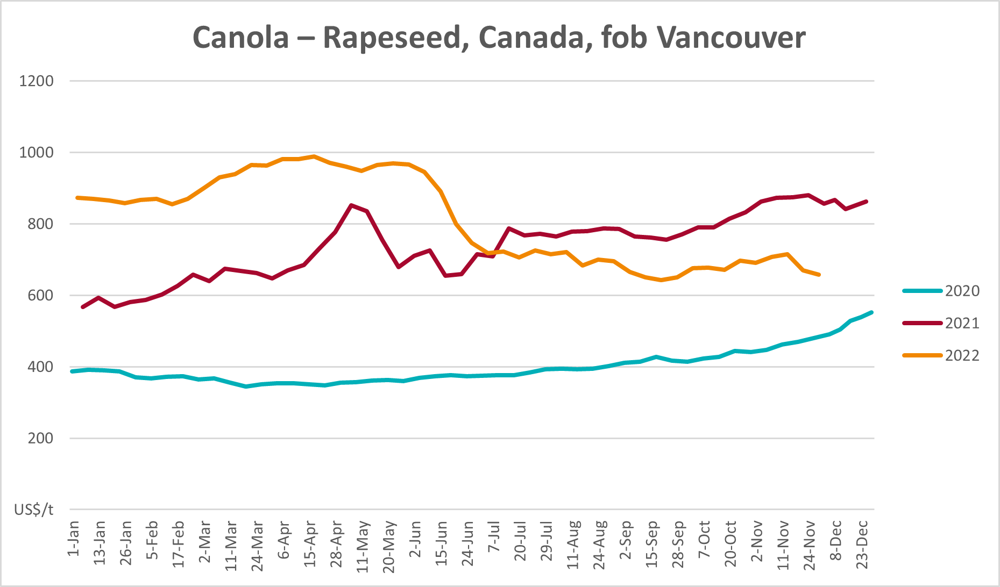 Canola – Rapeseed, Canada, fob Vancouver
1200
1000
800
600
400
200
US$/t
1-Jan
13-Jan
26-Jan
5-Feb
17-Feb
2-Mar
11-Mar
24-Mar
6-Apr
15-Apr
28-Apr
11-May
20-May
2-Jun
15-Jun
24-Jun
7-Jul
20-Jul
29-Jul
11-Aug
24-Aug
2-Sep
15-Sep
28-Sep
7-Oct
20-Oct
2-Nov
11-Nov
24-Nov
8-Dec
23-Dec
2020
2021
2022